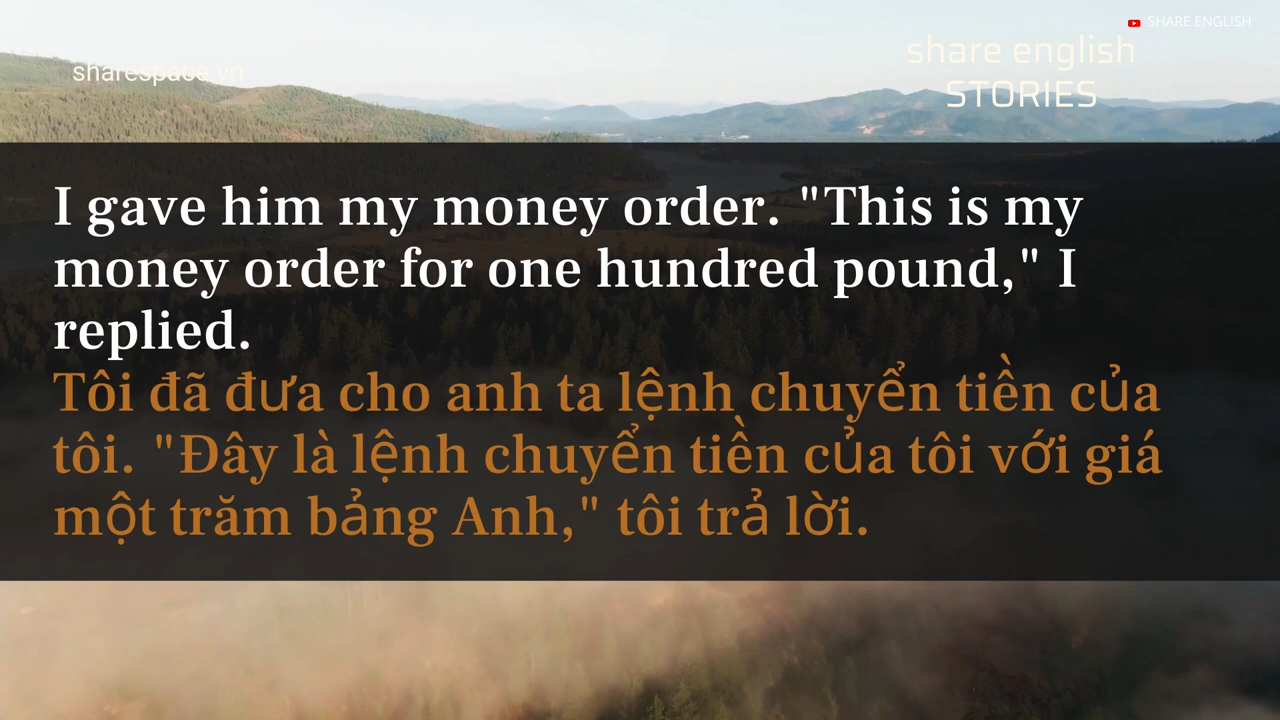 SHARE ENGLISH
share english
sharespace.vn
STORIES
I gave him my money order. "This is my
money order for one hundred pound," I
replied.
Tôi đã đưa cho anh ta lệnh chuyển tiền của
tôi. "Đây là lệnh chuyển tiền của tôi với giá
một trăm bảng Anh," tôi trả lời.